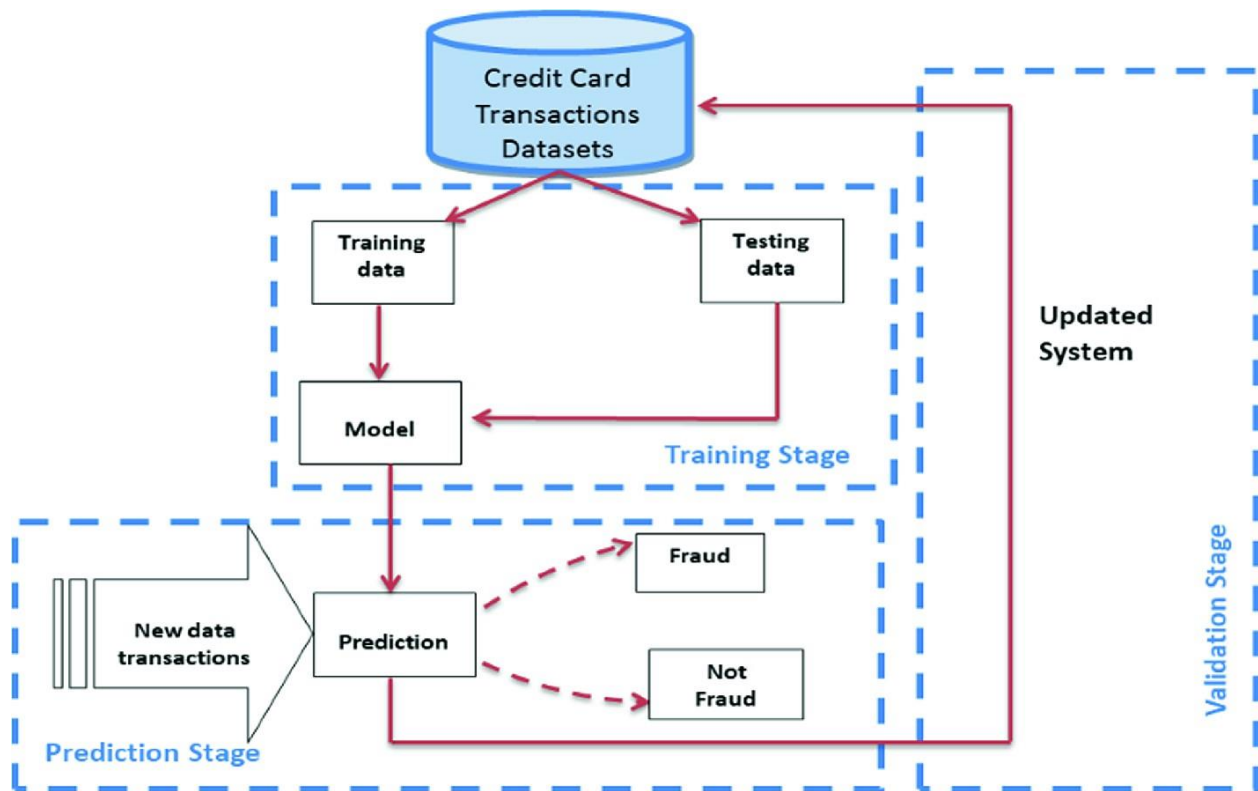 Credit Card
Transactions
Datasets
Training
data
Testing
data
Updated
System
Model
Training Stage
Fraud
New data
transactions
Prediction
Not
Fraud
Prediction Stage
Validation Stage